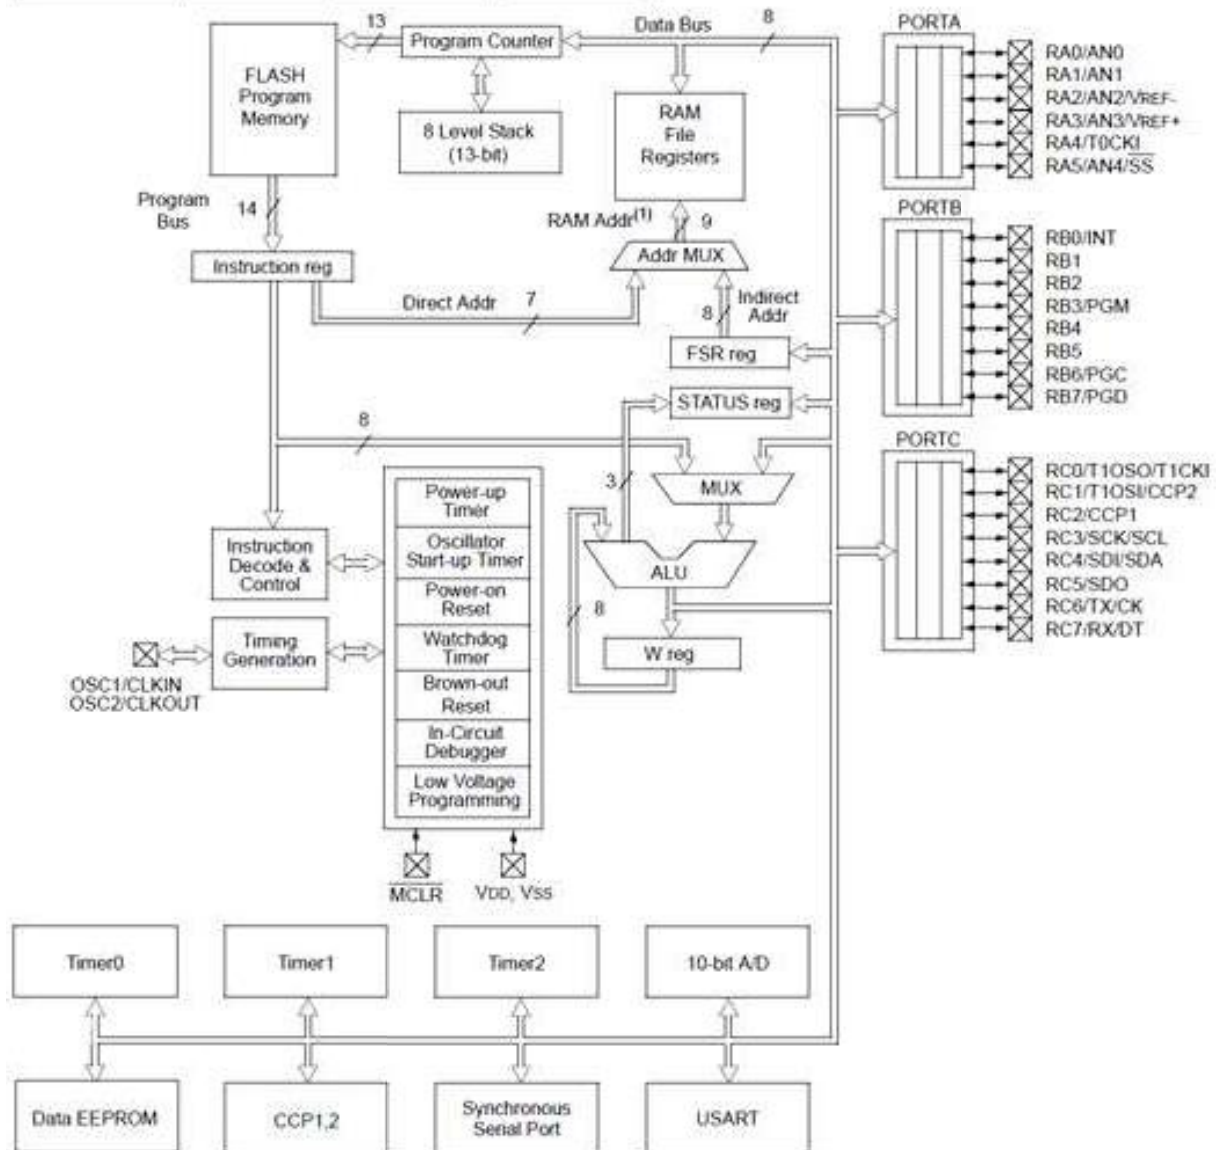 13
Program Counter
Data Bus
8
PORTA
FLASH
Program
Memory
8 Level Stack
(13-bit)
RAM
File
Registers
RA0/AN0
RA1/AN1
RA2/AN2/VREF-
RA3/AN3/VREF+
RA4/T0CKI
RA5/AN4/SS
Program
Bus
14
RAM Addr(1)
9
PORTB
Instruction reg
Addr MUX
Direct Addr
7
8
Indirect
Addr
FSR reg
STATUS reg
RB0/INT
RB1
RB2
RB3/PGM
RB4
RB5
RB6/PGC
RB7/PGD
8
3
MUX
PORTC
RC0/T1OSO/T1CKI
RC1/T1OSI/CCP2
RC2/CCP1
RC3/SCK/SCL
RC4/SDI/SDA
RC5/SDO
RC6/TX/CK
RC7/RX/DT
Power-up
Timer
Oscillator
Start-up Timer
Power-on
Reset
Watchdog
Timer
Brown-out
Reset
In-Circuit
Debugger
Low Voltage
Programming
Instruction
Decode &
Control
ALU
8
W reg
Timing
Generation
OSC1/CLKIN
OSC2/CLKOUT
MCLR
VDD, VSS
Timer0
Timer1
Timer2
10-bit A/D
Data EEPROM
CCP1,2
Synchronous
Serial Port
USART